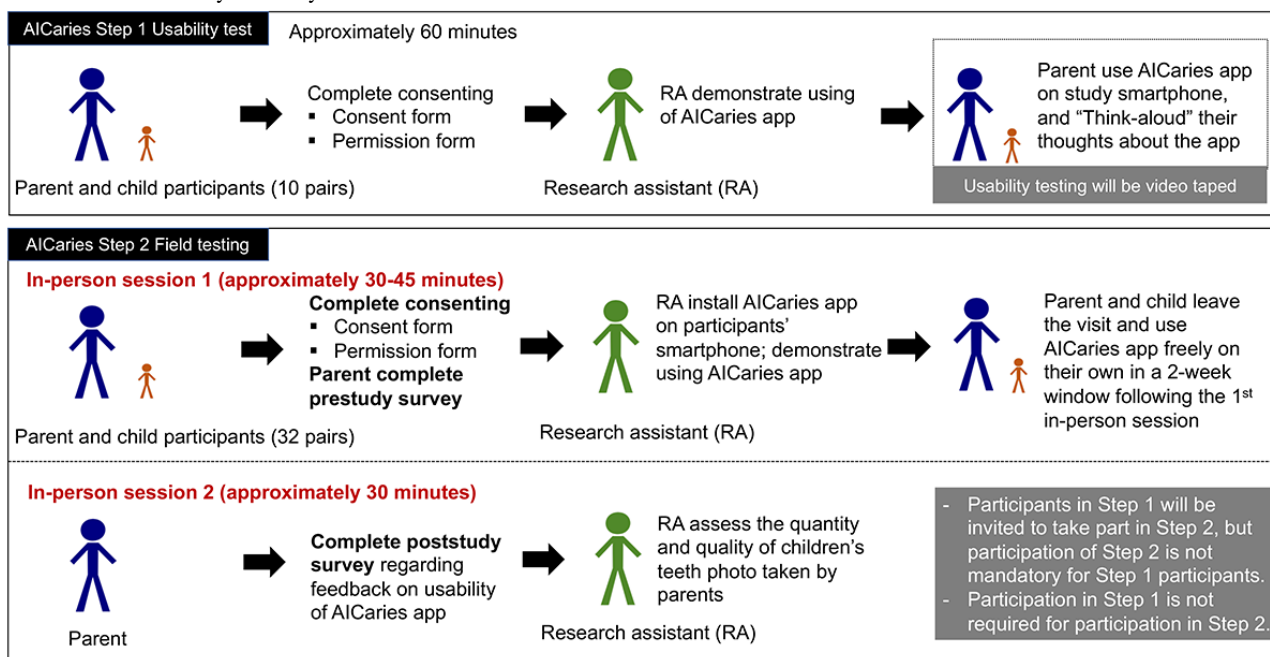 AICaries Step 1 Usability test
Approximately 60 minutes
Complete consenting
▪ Consent form
▪ Permission form
Parent and child participants (10 pairs)
RA demonstrate using
of AICaries app
Research assistant (RA)
Parent use AICaries app
on study smartphone,
and “Think-aloud” their
thoughts about the app
Usability testing will be video taped
AICaries Step 2 Field testing
In-person session 1 (approximately 30-45 minutes)
Complete consenting
▪ Consent form
▪ Permission form
Parent complete
prestudy survey
Parent and child participants (32 pairs)
RA install AICaries app
on participants’
smartphone; demonstrate
using AICaries app
Research assistant (RA)
Parent and child leave
the visit and use
AICaries app freely on
their own in a 2-week
window following the 1st
in-person session
In-person session 2 (approximately 30 minutes)
Parent
Complete poststudy
survey regarding
feedback on usability
of AICaries app
RA assess the quantity
and quality of children’s
teeth photo taken by
parents
Research assistant (RA)
- Participants in Step 1 will be
invited to take part in Step 2, but
participation of Step 2 is not
mandatory for Step 1 participants.
- Participation in Step 1 is not
required for participation in Step 2.